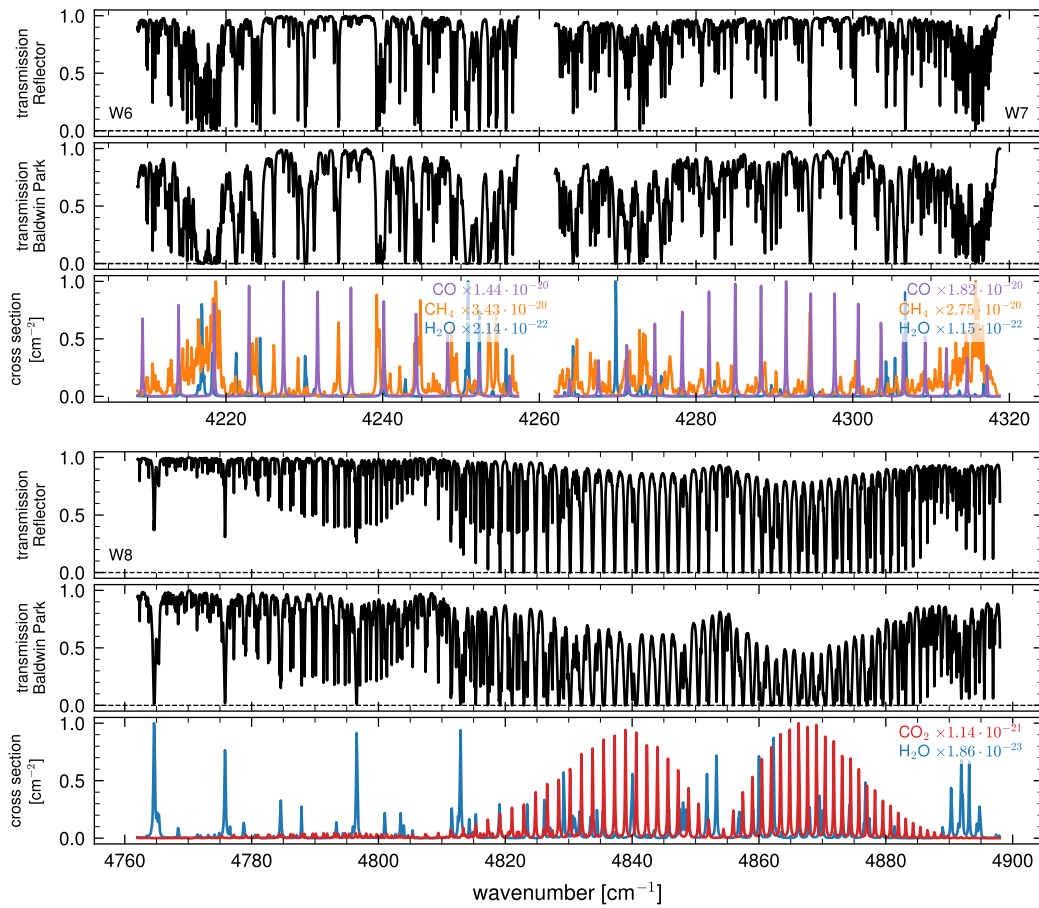 transmission
Reflector
1.0
0.5
0.0
W6
W7
transmission
Baldwin Park
1.0
0.5
0.0
cross section
[cm⁻²]
1.0
0.5
0.0
CO ×1.44 · 10⁻²⁰
CH₄ ×3.43 · 10⁻²⁰
H₂O ×2.14 · 10⁻²²
CO ×1.82 · 10⁻²⁰
CH₄ ×2.75 · 10⁻²⁰
H₂O ×1.15 · 10⁻²²
4220 4240 4260 4280 4300 4320
transmission
Reflector
1.0
0.5
0.0
W8
transmission
Baldwin Park
1.0
0.5
0.0
cross section
[cm⁻²]
1.0
0.5
0.0
CO₂ ×1.14 · 10⁻²¹
H₂O ×1.86 · 10⁻²³
4760 4780 4800 4820 4840 4860 4880 4900
wavenumber [cm⁻¹]